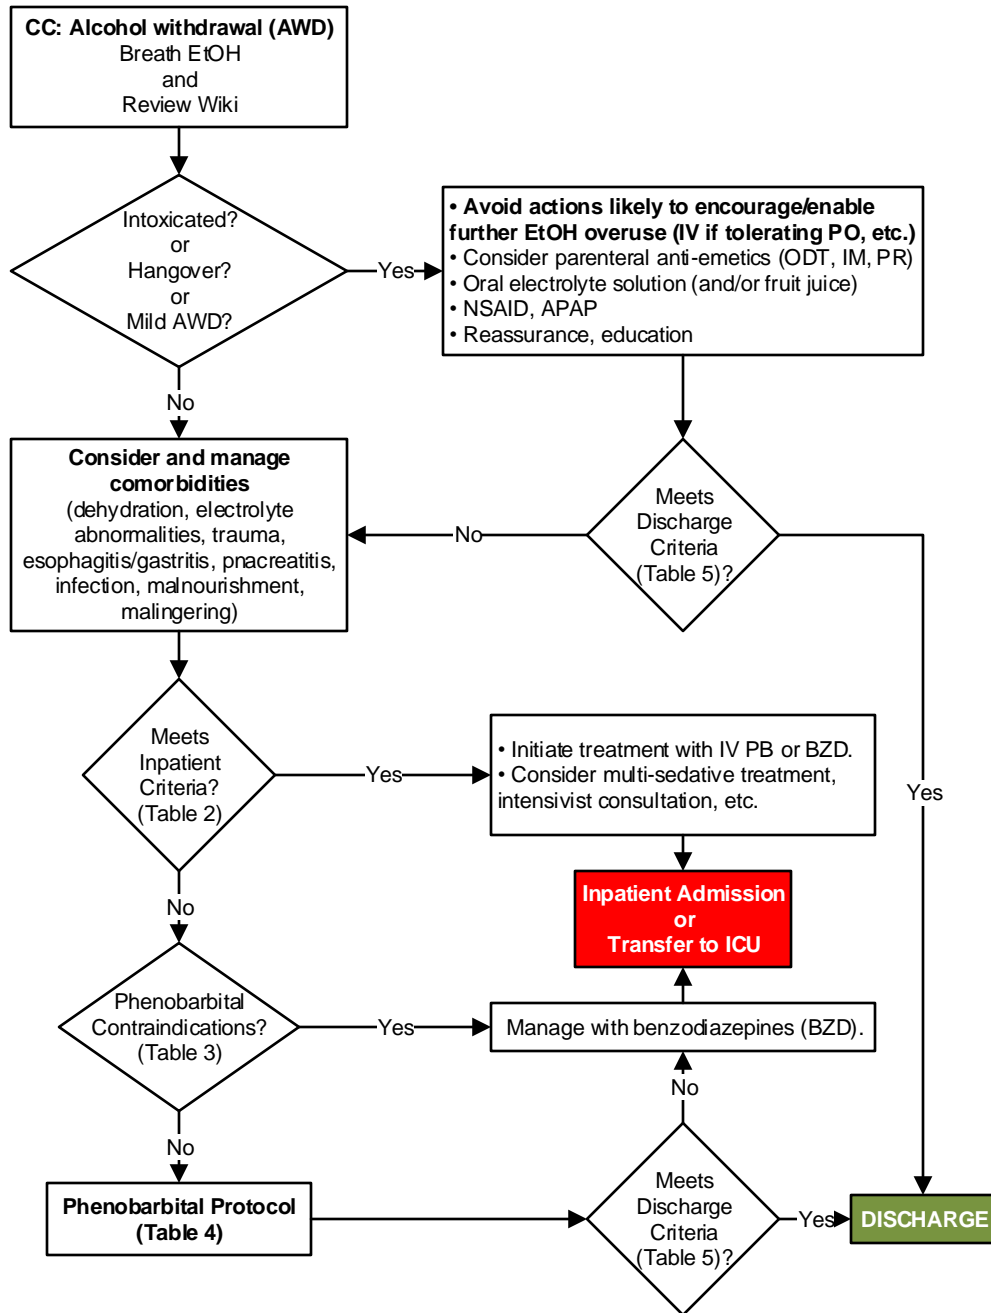 CC: Alcohol withdrawal (AWD)
Breath EtOH
and
Review Wiki
Intoxicated?
or
Hangover?
or
Mild AWD?
Yes
• Avoid actions likely to encourage/enable
further EtOH overuse (IV if tolerating PO, etc.)
• Consider parenteral anti-emetics (ODT, IM, PR)
• Oral electrolyte solution (and/or fruit juice)
• NSAID, APAP
• Reassurance, education
No
Consider and manage
comorbidities
(dehydration, electrolyte
abnormalities, trauma,
esophagitis/gastritis, pnacreatitis,
infection, malnourishment,
malingering)
No
Meets
Discharge
Criteria
(Table 5)?
Yes
Meets
Inpatient
Criteria?
(Table 2)
Yes
• Initiate treatment with IV PB or BZD.
• Consider multi-sedative treatment,
intensivist consultation, etc.
Inpatient Admission
or
Transfer to ICU
No
Phenobarbital
Contraindications?
(Table 3)
Yes
Manage with benzodiazepines (BZD).
No
No
Phenobarbital Protocol
(Table 4)
Meets
Discharge
Criteria
(Table 5)?
Yes
DISCHARGE